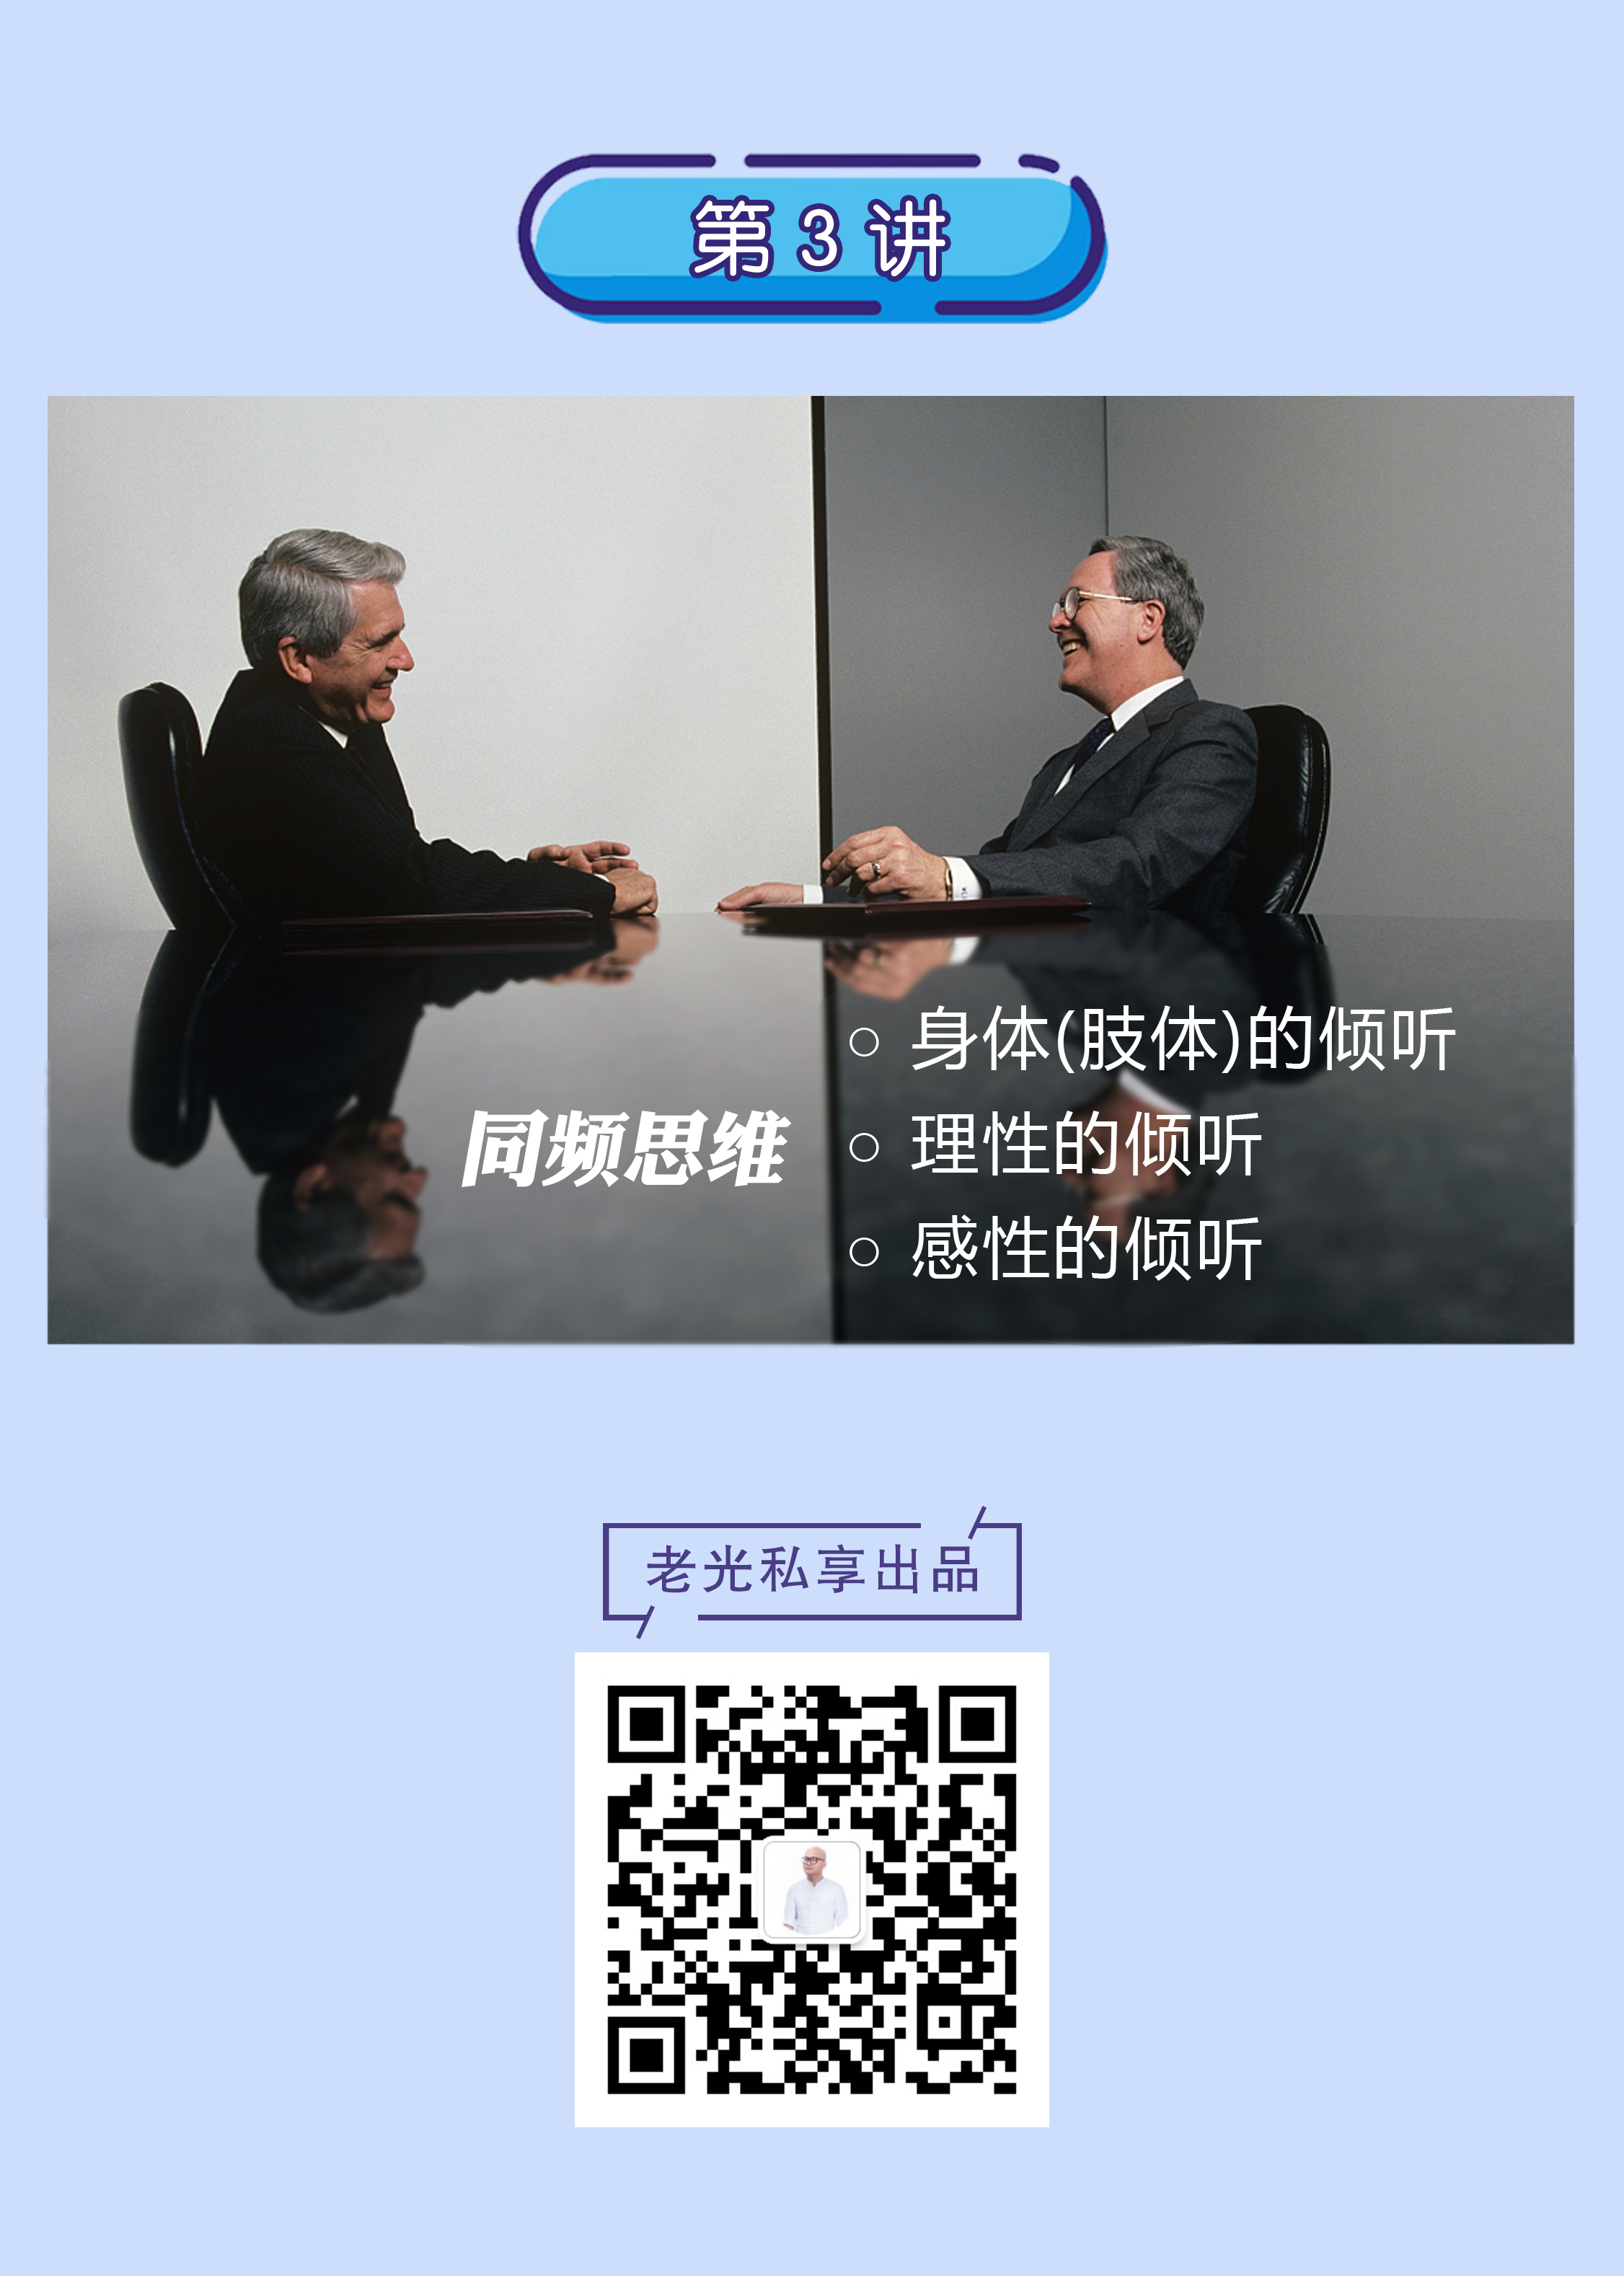 第 3 讲
同频思维
身体(肢体)的倾听
理性的倾听
感性的倾听
老光私享出品